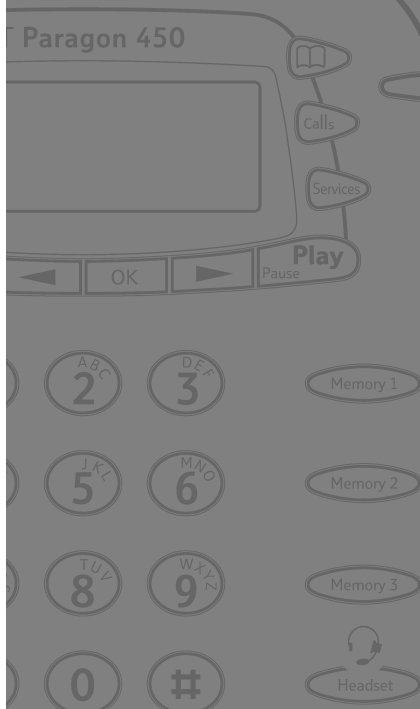 T Paragon 450
Calls
Services
OK
Play
Pause
ABC
2
DEF
3
Memory 1
JKL
5
MNO
6
Memory 2
TUV
8
WXYZ
9
Memory 3
0
#
Headset